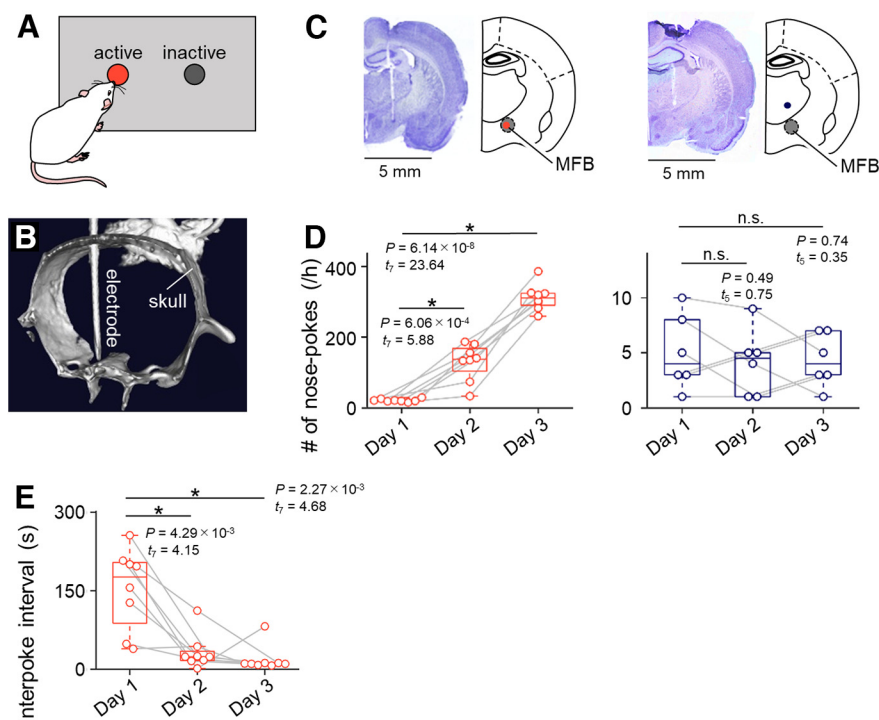 A
active
inactive
B
electrode
skull
C
5 mm
MFB
5 mm
MFB
D
# of nose-pokes (/h)
400
200
0
*
P = 6.14 × 10-8
t7 = 23.64
*
P = 6.06 × 10-4
t7 = 5.88
Day 1
Day 2
Day 3
10
5
0
n.s.
P = 0.74
t5 = 0.35
n.s.
P = 0.49
t5 = 0.75
Day 1
Day 2
Day 3
E
nterpoke interval (s)
300
150
0
*
P = 2.27 × 10-3
t7 = 4.68
*
P = 4.29 × 10-3
t7 = 4.15
Day 1
Day 2
Day 3